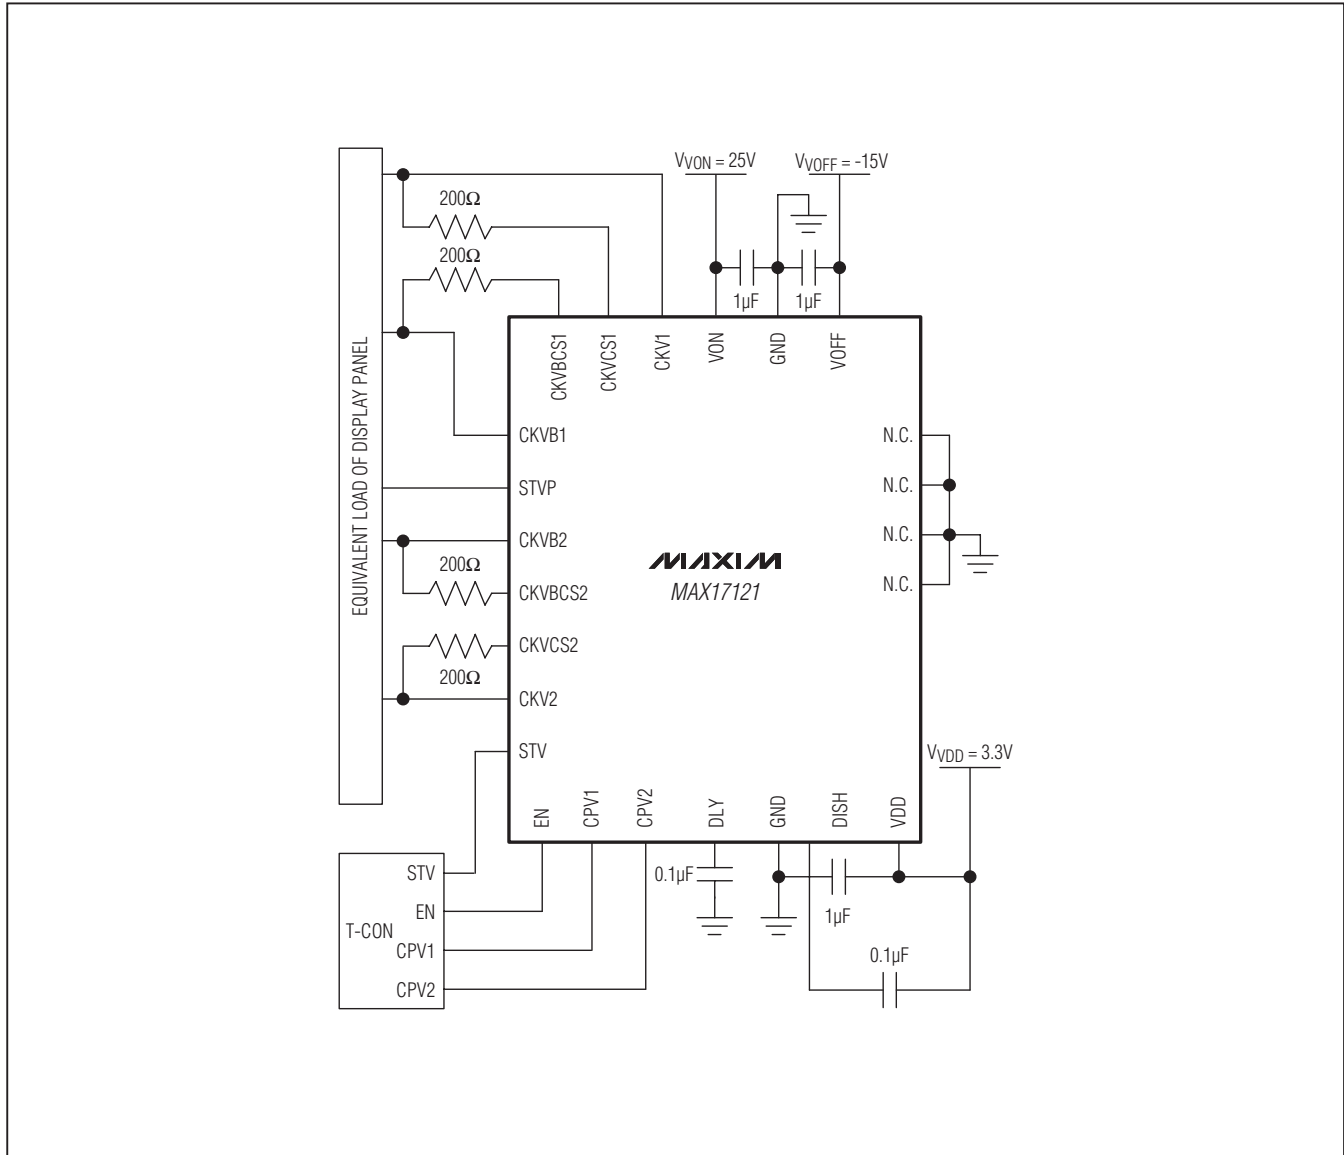 VVON = 25V
VVOFF = -15V
200Ω
200Ω
1µF
1µF
CKVBCS1
CKVCS1
CKV1
VON
GND
VOFF
EQUIVALENT LOAD OF DISPLAY PANEL
CKVB1
N.C.
STVP
N.C.
CKVB2
N.C.
200Ω
MAXIM
CKVBCS2
MAX17121
N.C.
CKVCS2
200Ω
CKV2
STV
VVDD = 3.3V
EN
CPV1
CPV2
DLY
GND
DISH
VDD
STV
0.1µF
EN
1µF
T-CON
CPV1
0.1µF
CPV2